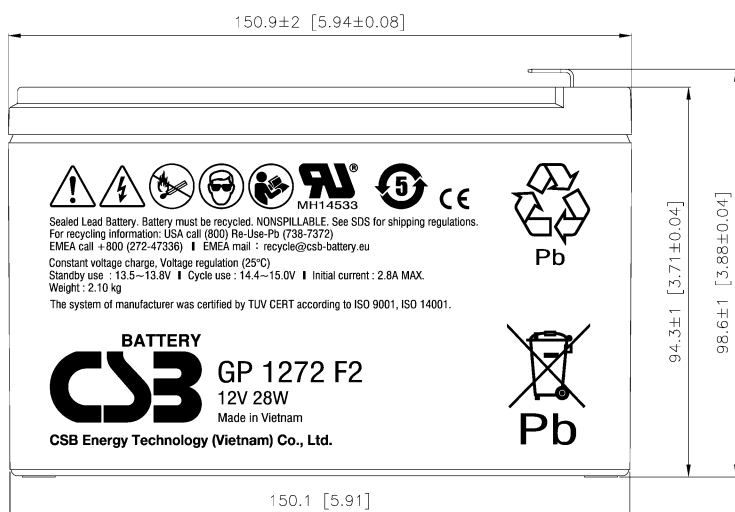 150.9±2 [5.94±0.08]
MH14533
®
5
CE
Sealed Lead Battery. Battery must be recycled. NONSPILLABLE. See SDS for shipping regulations.
For recycling information: USA call (800) Re-Use-Pb (738-7372)
EMEA call +800 (272-47336) ▮ EMEA mail : recycle@csb-battery.eu
Constant voltage charge, Voltage regulation (25°C)
Standby use : 13.5~13.8V ▮ Cycle use : 14.4~15.0V ▮ Initial current : 2.8A MAX.
Weight : 2.10 kg
The system of manufacturer was certified by TUV CERT according to ISO 9001, ISO 14001.
Pb
BATTERY
CSB
GP 1272 F2
12V 28W
Made in Vietnam
CSB Energy Technology (Vietnam) Co., Ltd.
Pb
94.3±1 [3.71±0.04]
98.6±1 [3.88±0.04]
150.1 [5.91]